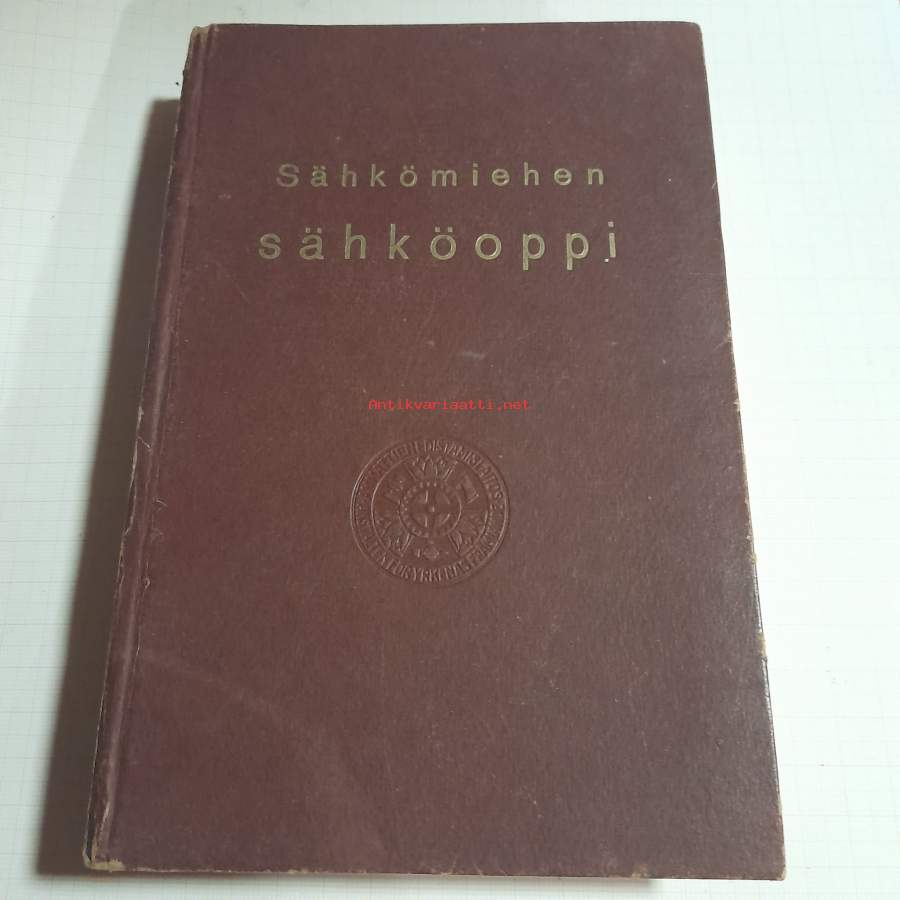 Sähkömiehen
sähköoppi
Antikvariaatti.net